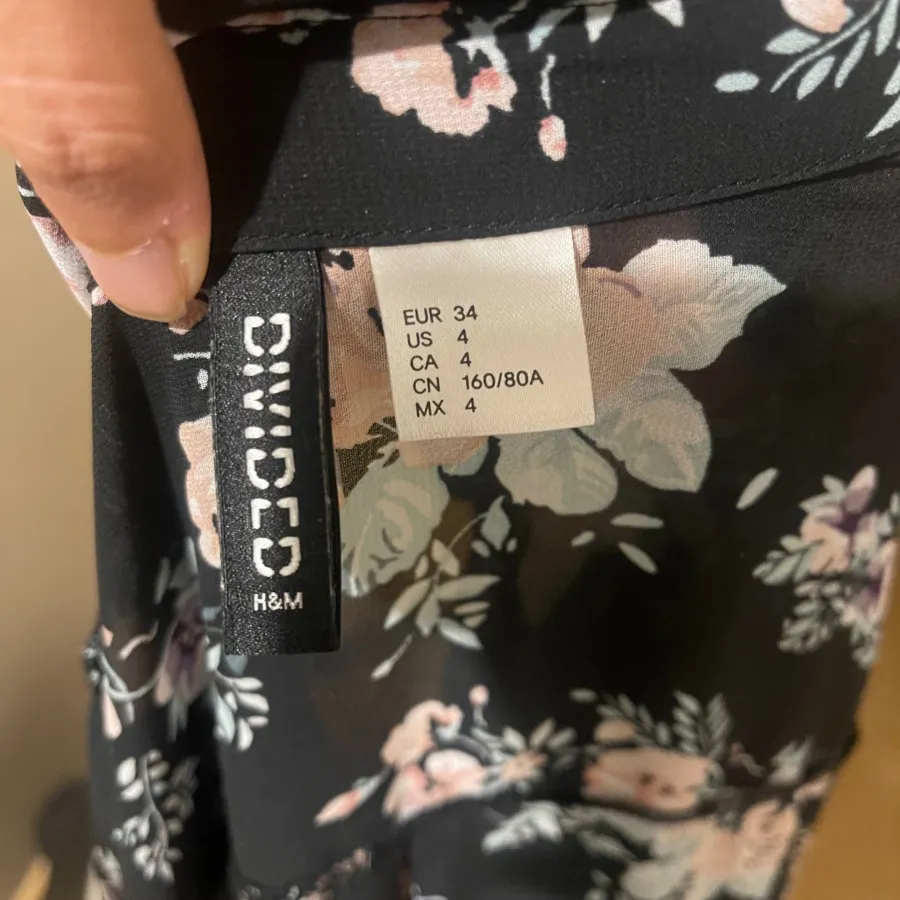 DIVIDED
H&M
EUR 34
US 4
CA 4
CN 160/80A
MX 4